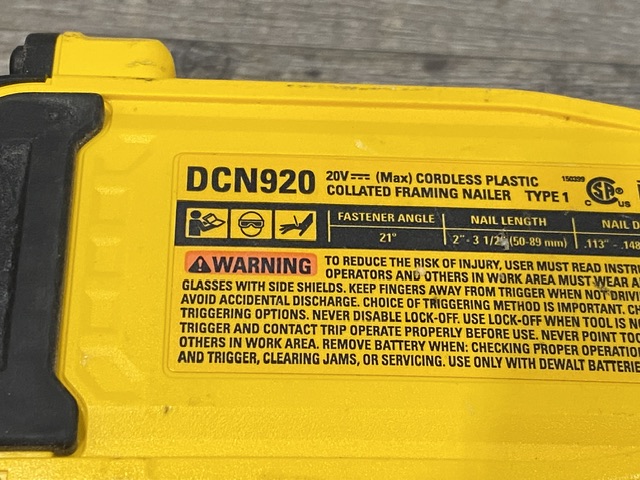 DCN920 20V (Max) CORDLESS PLASTIC
COLLATED FRAMING NAILER TYPE 1
150399
C US
FASTENER ANGLE NAIL LENGTH NAIL
21° 2" - 3 1/2" (50-89 mm) .113" - .148
WARNING TO REDUCE THE RISK OF INJURY, USER MUST READ
OPERATORS AND OTHERS IN WORK AREA MUST WEAR
GLASSES WITH SIDE SHIELDS. KEEP FINGERS AWAY FROM TRIGGER WHEN NOT
AVOID ACCIDENTAL DISCHARGE. CHOICE OF TRIGGERING METHOD IS IMPORTANT.
TRIGGERING OPTIONS. NEVER DISABLE LOCK-OFF. USE LOCK-OFF WHEN TOOL IS
TRIGGER AND CONTACT TRIP OPERATE PROPERLY BEFORE USE. NEVER POINT
OTHERS IN WORK AREA. REMOVE BATTERY WHEN: CHECKING PROPER
AND TRIGGER, CLEARING JAMS, OR SERVICING. USE ONLY WITH DEWALT